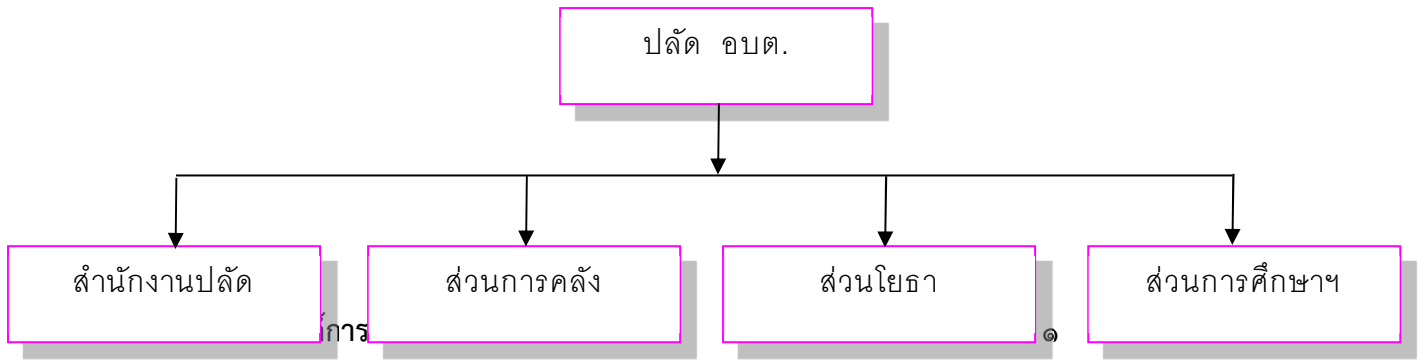 ปลัด อบต.
สำนักงานปลัด
ส่วนการคลัง
ส่วนโยธา
ส่วนการศึกษาฯ
๑